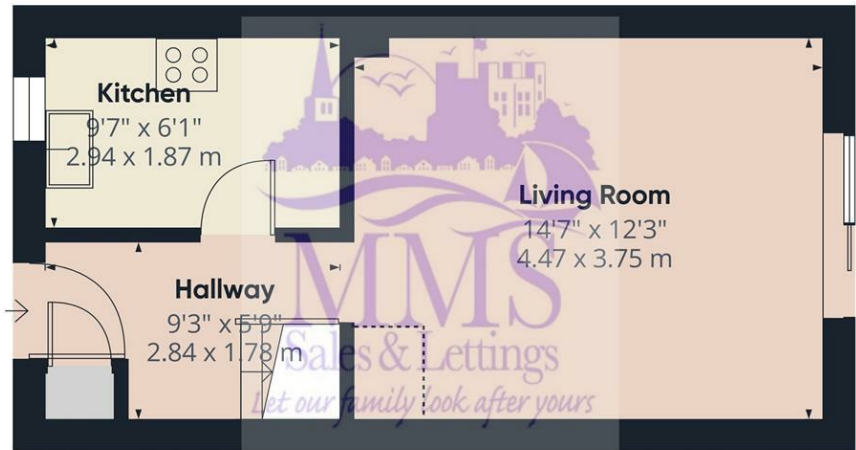 Kitchen
9'7" x 6'1"
2.94 x 1.87 m
Living Room
14'7" x 12'3"
4.47 x 3.75 m
Hallway
9'3" x 5'9"
2.84 x 1.78 m
MMS
Sales & Lettings
Let our family look after yours